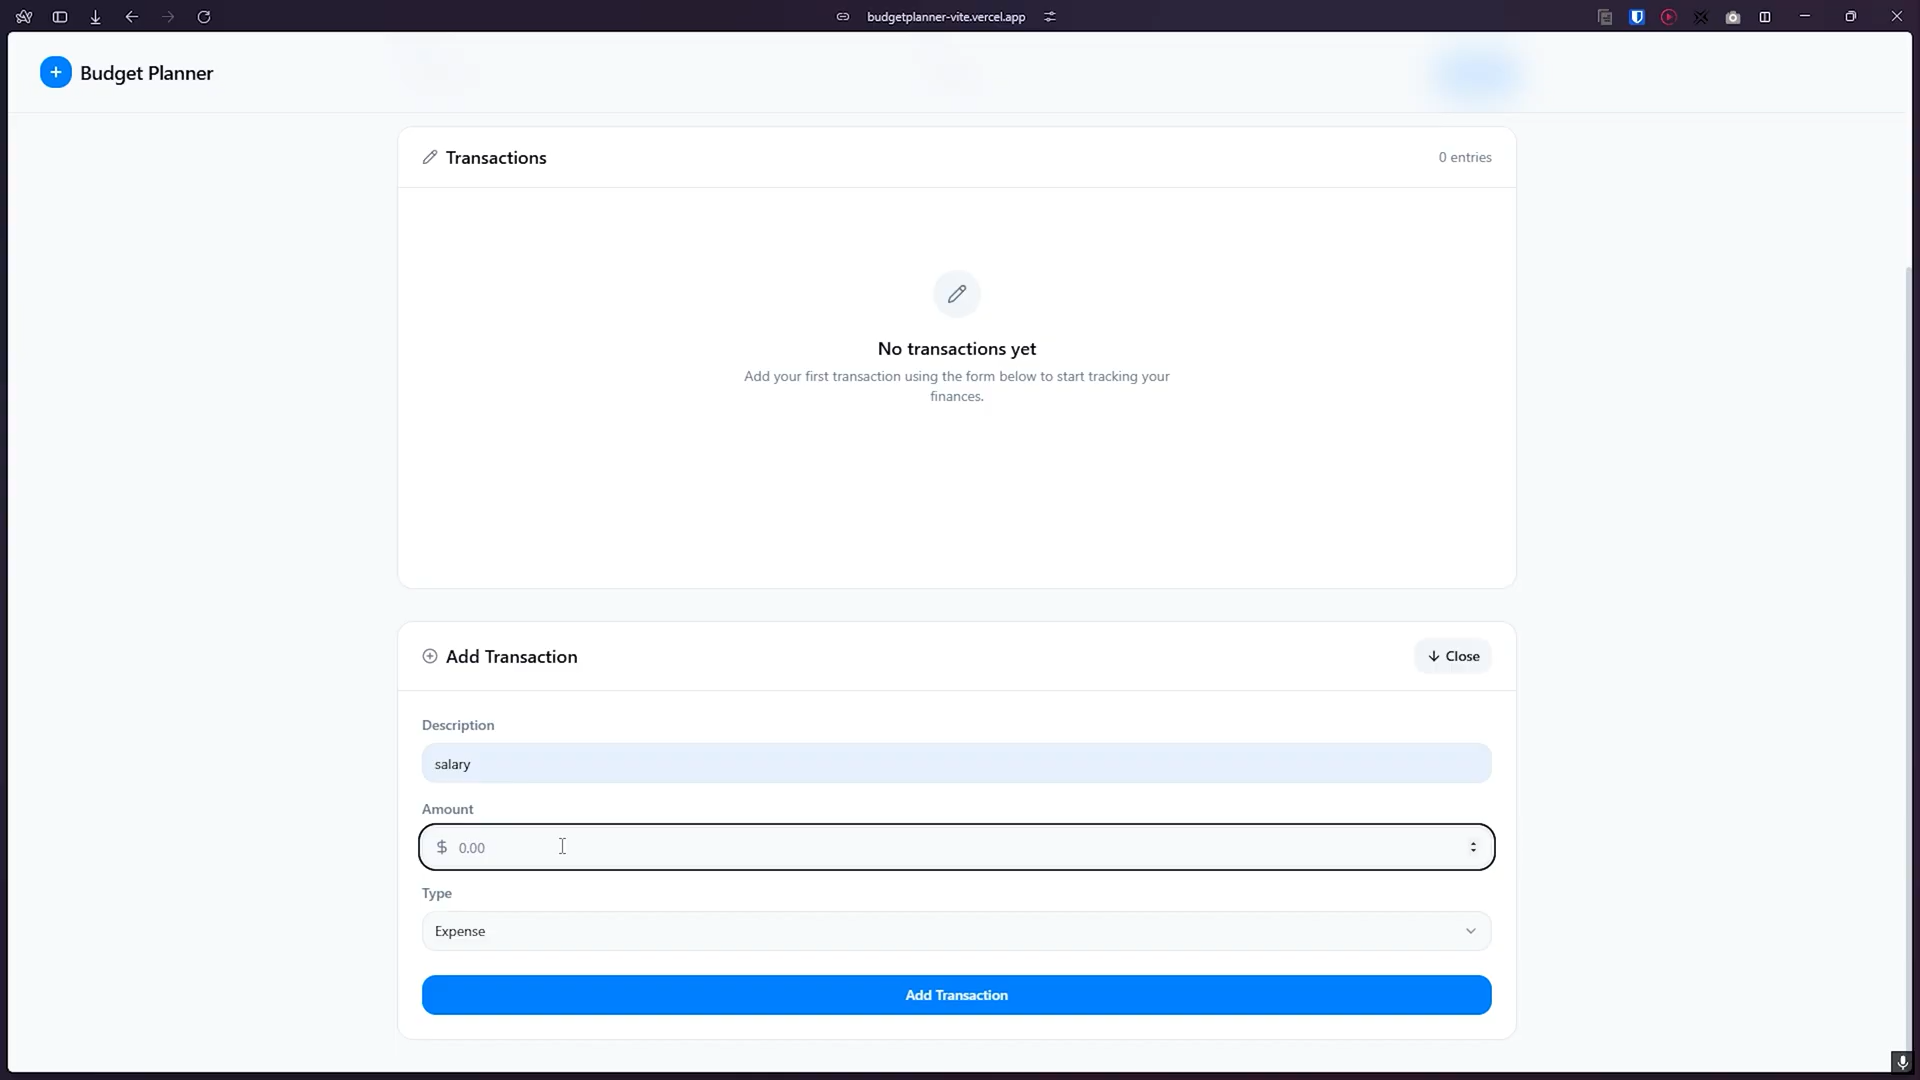 budgetplanner-vite.vercel.app
Budget Planner
Transactions
0 entries
No transactions yet
Add your first transaction using the form below to start tracking your
finances.
Add Transaction
Close
Description
salary
Amount
$ 0.00
Type
Expense
Add Transaction